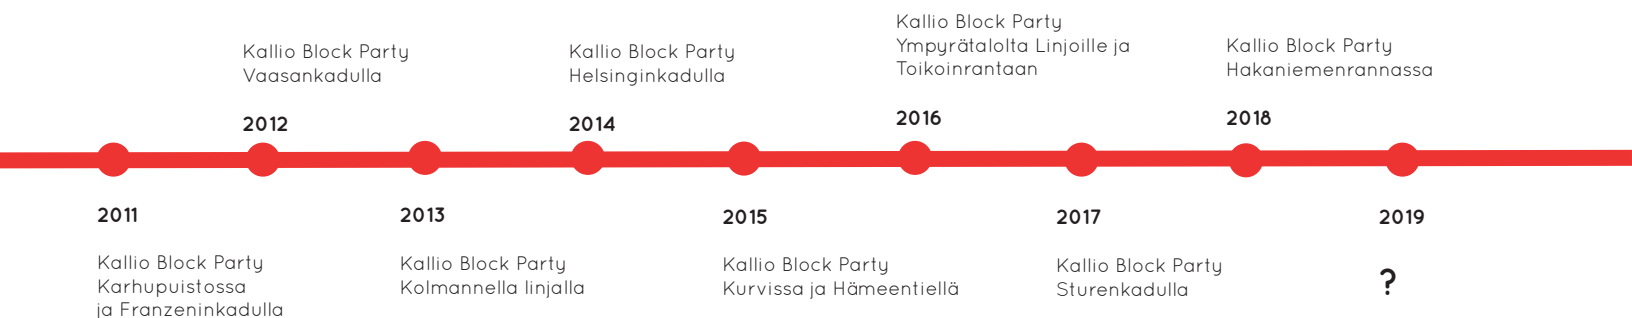 Kallio Block Party
Karhupuistossa
ja Franzeninkadulla
2011
Kallio Block Party
Vaasankadulla
2012
2013
Kallio Block Party
Kolmannella linjalla
Kallio Block Party
Helsinginkadulla
2014
2015
Kallio Block Party
Kurvissa ja Hämeentiellä
Kallio Block Party
Ympyrätalolta Linjoille ja
Toikoinrantaan
2016
2017
Kallio Block Party
Sturenkadulla
Kallio Block Party
Hakaniemenrannassa
2018
2019
?